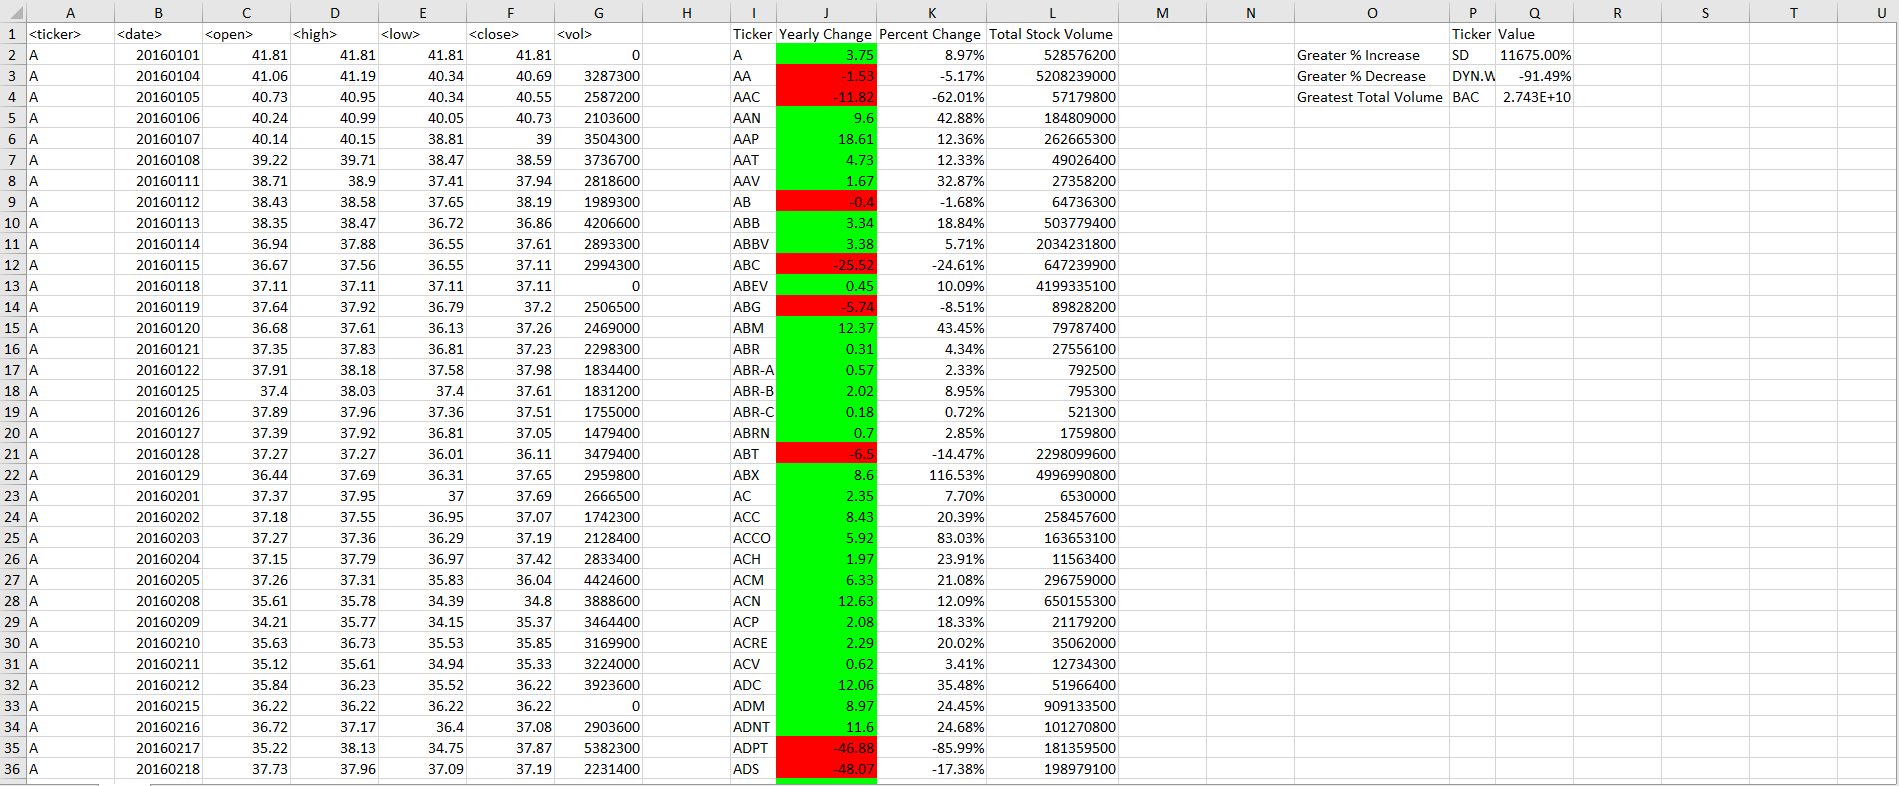 A B C D E F G H I J K L M N O P Q R S T U
1 <ticker> <date> <open> <high> <low> <close> <vol> Ticker Yearly Change Percent Change Total Stock Volume Ticker Value
2 A 20160101 41.81 41.81 41.81 41.81 0 A 3.75 8.97% 528576200 Greater % Increase SD 11675.00%
3 A 20160104 41.06 41.19 40.34 40.69 3287300 AA -1.53 -5.17% 5208239000 Greater % Decrease DYN.W -91.49%
4 A 20160105 40.73 40.95 40.34 40.55 2587200 AAC -11.82 -62.01% 57179800 Greatest Total Volume BAC 2.743E+10
5 A 20160106 40.24 40.99 40.05 40.73 2103600 AAN 9.6 42.88% 184809000
6 A 20160107 40.14 40.15 38.81 39 3504300 AAP 18.61 12.36% 262665300
7 A 20160108 39.22 39.71 38.47 38.59 3736700 AAT 4.73 12.33% 49026400
8 A 20160111 38.71 38.9 37.41 37.94 2818600 AAV 1.67 32.87% 27358200
9 A 20160112 38.43 38.58 37.65 38.19 1989300 AB -0.4 -1.68% 64736300
10 A 20160113 38.35 38.47 36.72 36.86 4206600 ABB 3.34 18.84% 503779400
11 A 20160114 36.94 37.88 36.55 37.61 2893300 ABBV 3.38 5.71% 2034231800
12 A 20160115 36.67 37.56 36.55 37.11 2994300 ABC -25.52 -24.61% 647239900
13 A 20160118 37.11 37.11 37.11 37.11 0 ABEV 0.45 10.09% 4199335100
14 A 20160119 37.64 37.92 36.79 37.2 2506500 ABG -5.74 -8.51% 89828200
15 A 20160120 36.68 37.61 36.13 37.26 2469000 ABM 12.37 43.45% 79787400
16 A 20160121 37.35 37.83 36.81 37.23 2298300 ABR 0.31 4.34% 27556100
17 A 20160122 37.91 38.18 37.58 37.98 1834400 ABR-A 0.57 2.33% 792500
18 A 20160125 37.4 38.03 37.4 37.61 1831200 ABR-B 2.02 8.95% 795300
19 A 20160126 37.89 37.96 37.36 37.51 1755000 ABR-C 0.18 0.72% 521300
20 A 20160127 37.39 37.92 36.81 37.05 1479400 ABRN 0.7 2.85% 1759800
21 A 20160128 37.27 37.27 36.01 36.11 3479400 ABT -6.5 -14.47% 2298099600
22 A 20160129 36.44 37.69 36.31 37.65 2959800 ABX 8.6 116.53% 4996990800
23 A 20160201 37.37 37.95 37 37.69 2666500 AC 2.35 7.70% 6530000
24 A 20160202 37.18 37.55 36.95 37.07 1742300 ACC 8.43 20.39% 258457600
25 A 20160203 37.27 37.36 36.29 37.19 2128400 ACCO 5.92 83.03% 163653100
26 A 20160204 37.15 37.79 36.97 37.42 2833400 ACH 1.97 23.91% 11563400
27 A 20160205 37.26 37.31 35.83 36.04 4424600 ACM 6.33 21.08% 296759000
28 A 20160208 35.61 35.78 34.39 34.8 3888600 ACN 12.63 12.09% 650155300
29 A 20160209 34.21 35.77 34.15 35.37 3464400 ACP 2.08 18.33% 21179200
30 A 20160210 35.63 36.73 35.53 35.85 3169900 ACRE 2.29 20.02% 35062000
31 A 20160211 35.12 35.61 34.94 35.33 3224000 ACV 0.62 3.41% 12734300
32 A 20160212 35.84 36.23 35.52 36.22 3923600 ADC 12.06 35.48% 51966400
33 A 20160215 36.22 36.22 36.22 36.22 0 ADM 8.97 24.45% 909133500
34 A 20160216 36.72 37.17 36.4 37.08 2903600 ADNT 11.6 24.68% 101270800
35 A 20160217 35.22 38.13 34.75 37.87 5382300 ADPT -46.88 -85.99% 181359500
36 A 20160218 37.73 37.96 37.09 37.19 2231400 ADS -48.07 -17.38% 198979100